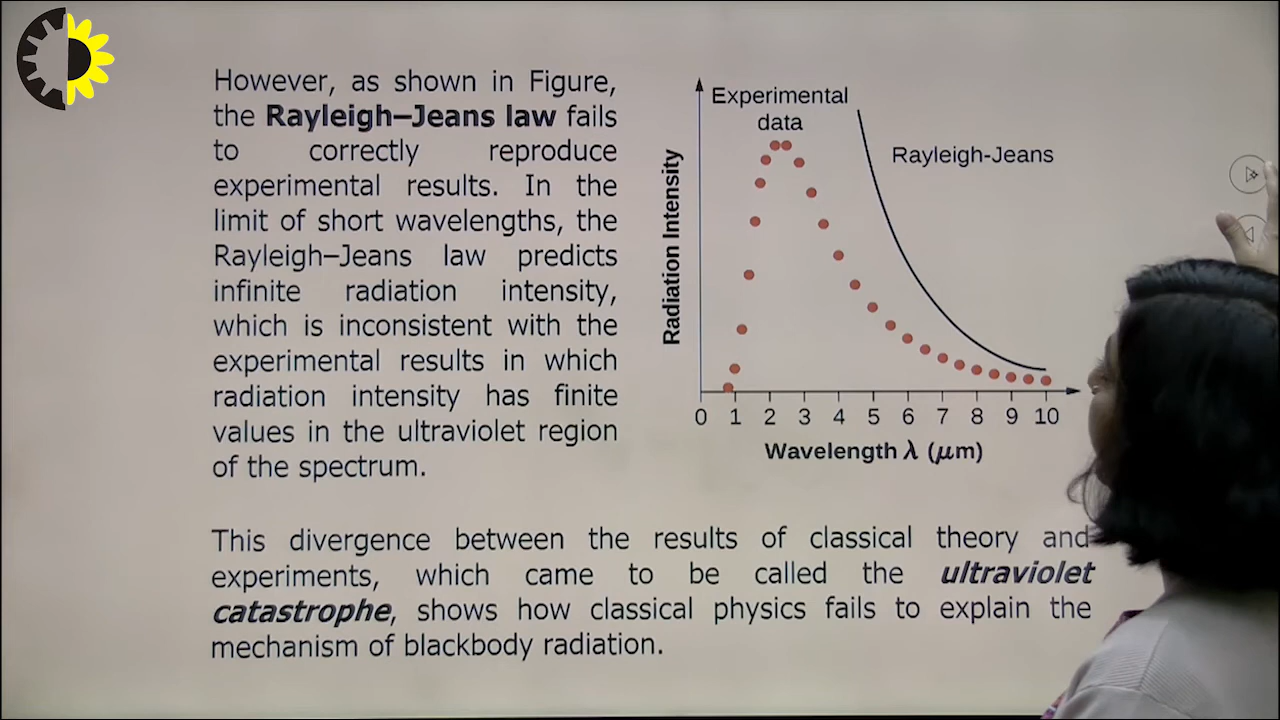 However, as shown in Figure,
the Rayleigh–Jeans law fails
to correctly reproduce
experimental results. In the
limit of short wavelengths, the
Rayleigh–Jeans law predicts
infinite radiation intensity,
which is inconsistent with the
experimental results in which
radiation intensity has finite
values in the ultraviolet region
of the spectrum.
Experimental
data
Rayleigh-Jeans
Radiation Intensity
0 1 2 3 4 5 6 7 8 9 10
Wavelength λ (μm)
This divergence between the results of classical theory and
experiments, which came to be called the ultraviolet
catastrophe, shows how classical physics fails to explain the
mechanism of blackbody radiation.